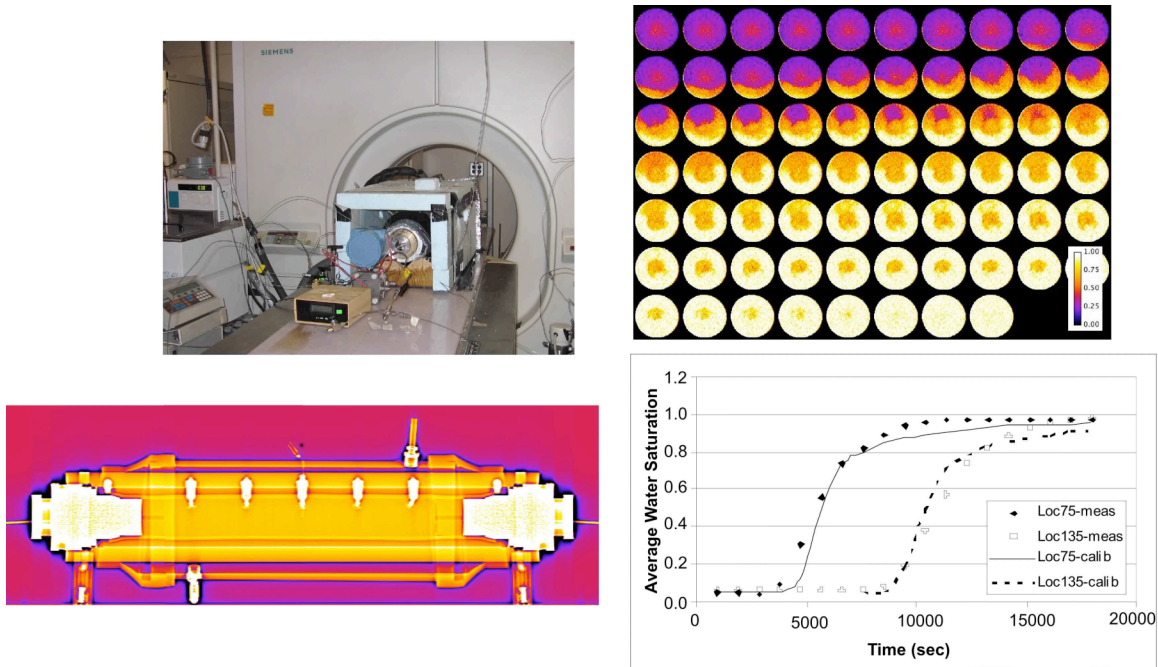 SIEMENS
1.00
0.75
0.50
0.25
0.00
1.2
1.0
0.8
0.6
0.4
0.2
0.0
Average Water Saturation
Loc75-meas
Loc135-meas
Loc75-calib
Loc135-calib
0 5000 10000 15000 20000
Time (sec)